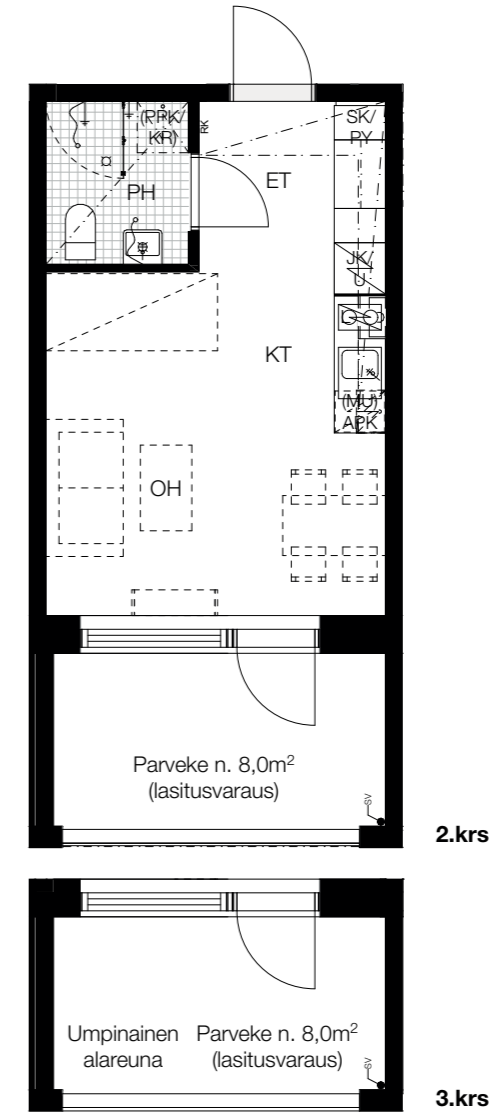 (PPK/
KR)
RK
SK/
PY
ET
PH
JK/
U
KT
(MU)
APK
OH
Parveke n. 8,0m²
(lasitusvaraus)
SV
2.krs
Umpinainen
alareuna
Parveke n. 8,0m²
(lasitusvaraus)
SV
3.krs